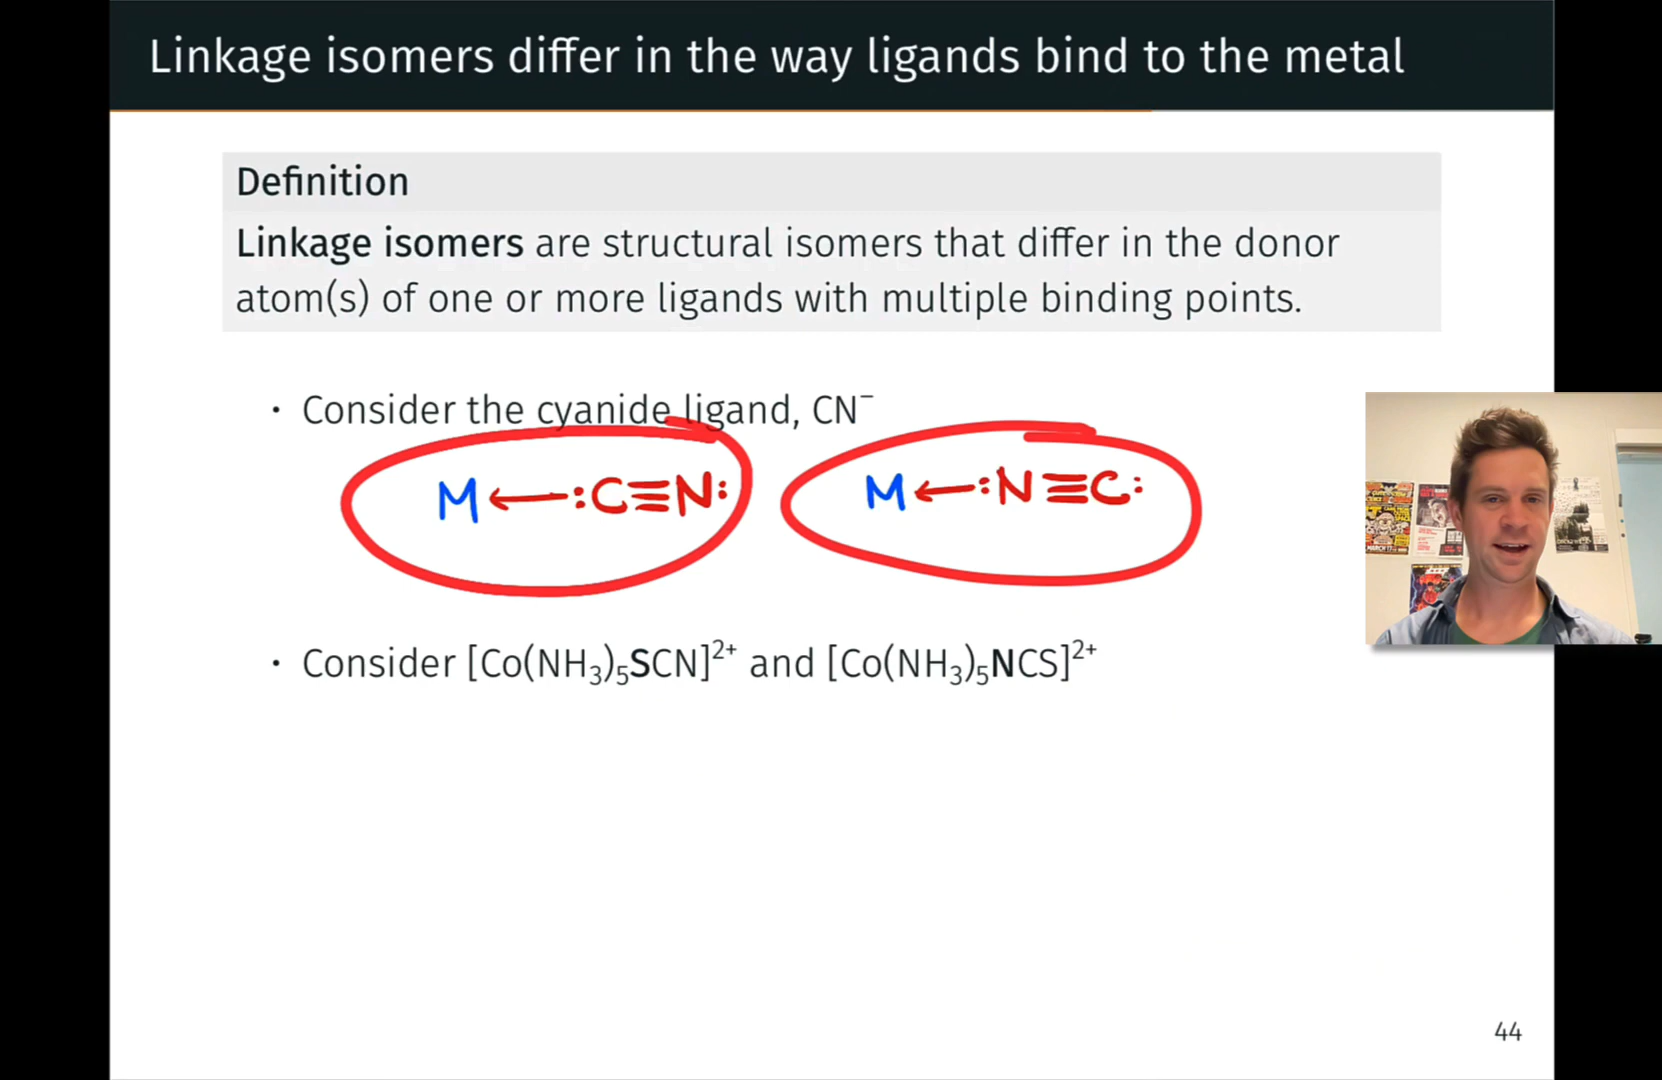 Linkage isomers differ in the way ligands bind to the metal
Definition
Linkage isomers are structural isomers that differ in the donor
atom(s) of one or more ligands with multiple binding points.
• Consider the cyanide ligand, CN⁻
M ←:C≡N: M ←:N≡C:
• Consider [Co(NH₃)₅SCN]²⁺ and [Co(NH₃)₅NCS]²⁺
44